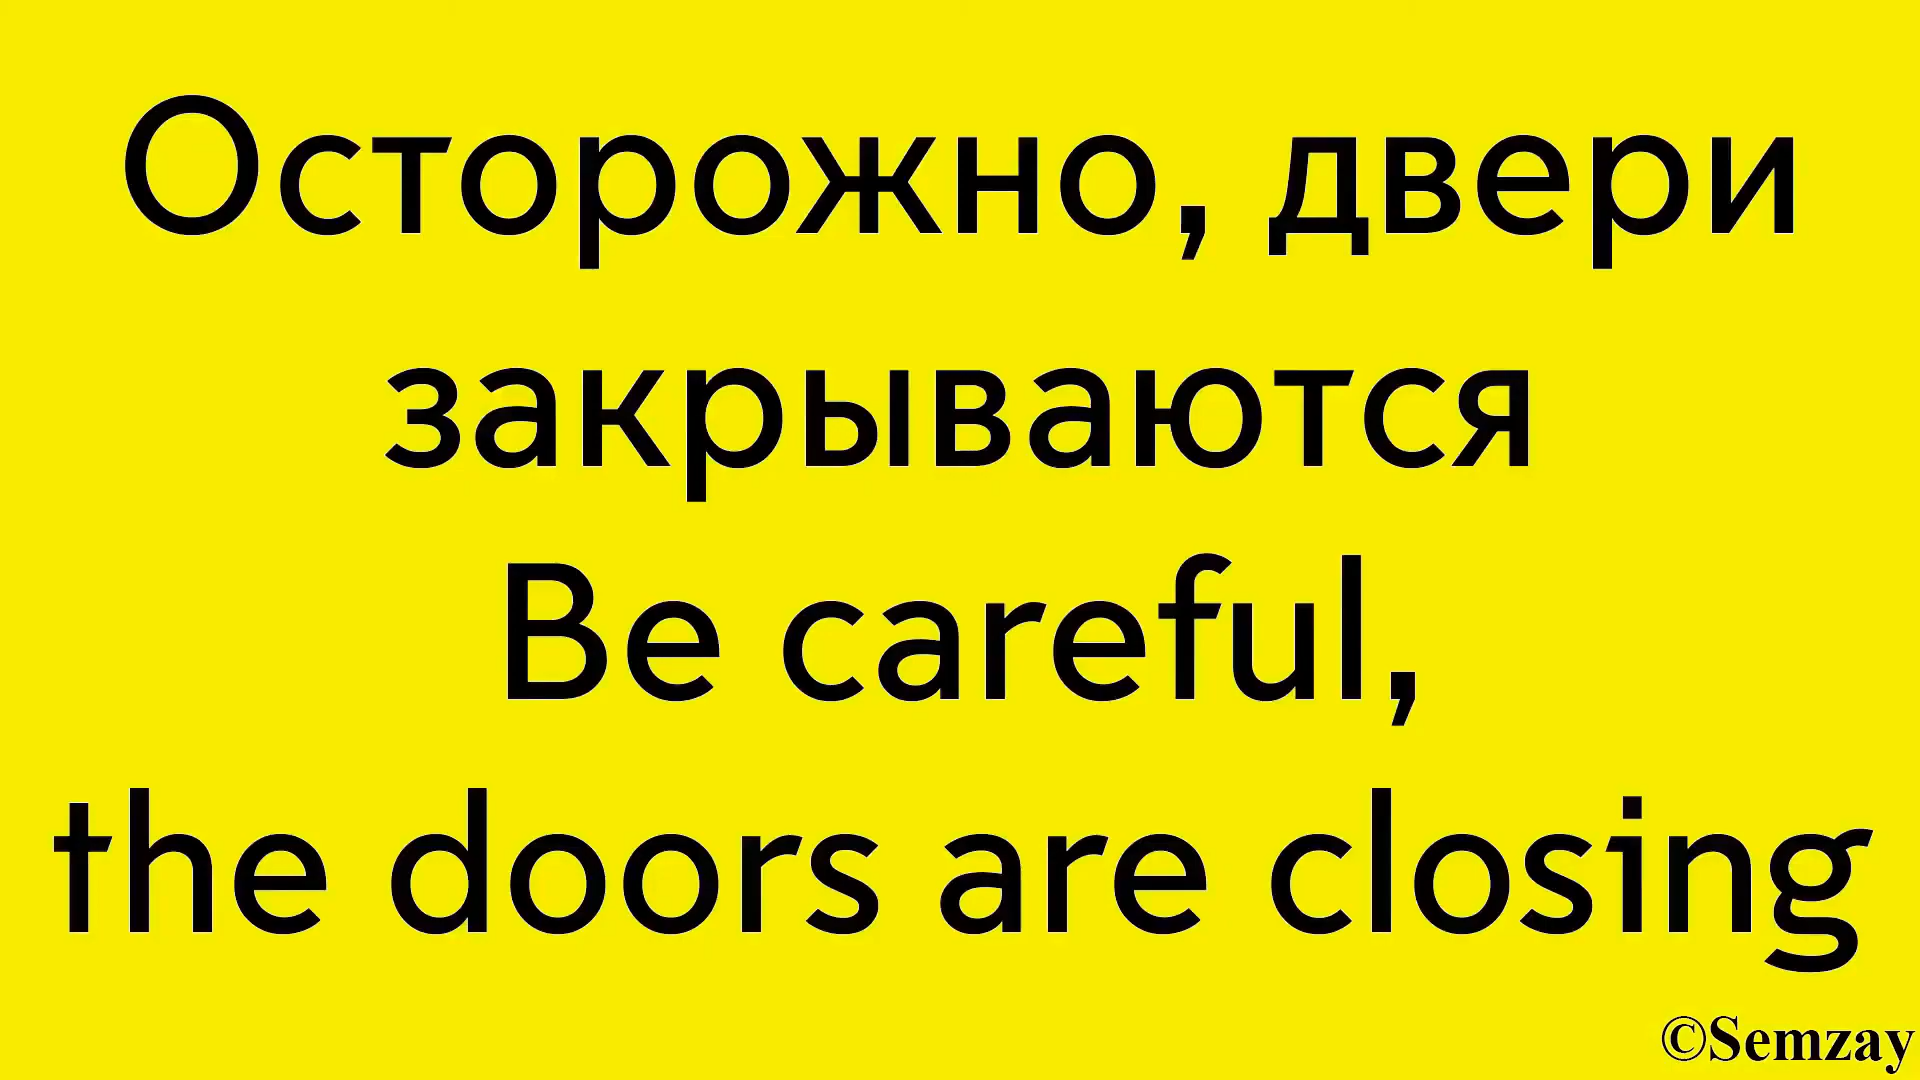 Осторожно, двери
закрываются
Be careful,
the doors are closing
©Semzay